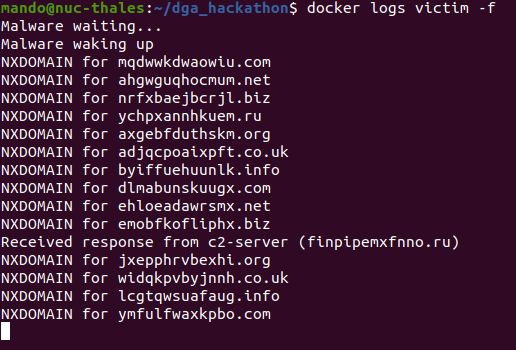 mando@nuc-thales:~/dga_hackathon$ docker logs victim -f
Malware waiting...
Malware waking up
NXDOMAIN for mqdwwkdwaowiu.com
NXDOMAIN for ahgwguqhocmum.net
NXDOMAIN for nrfxbaejbcrjl.biz
NXDOMAIN for ychpxannhkuem.ru
NXDOMAIN for axgebfduthskm.org
NXDOMAIN for adjqcpoaixpft.co.uk
NXDOMAIN for byiffuehuunlk.info
NXDOMAIN for dlmabunskuugx.com
NXDOMAIN for ehloeadawrsmx.net
NXDOMAIN for emobfkofliphx.biz
Received response from c2-server (finpipemxfnno.ru)
NXDOMAIN for jxepphrvbexhi.org
NXDOMAIN for widqkpvbyjnnh.co.uk
NXDOMAIN for lcgtqwsuafaug.info
NXDOMAIN for ymfulfwaxkpbo.com